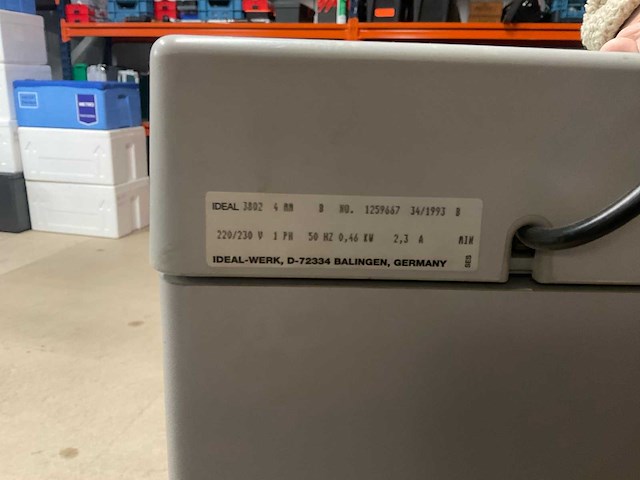 IDEAL 3802 4 MM B NO. 1259667 34/1993 B
220/230 V 1 PH 50 HZ 0,46 KW 2,3 A MIN
IDEAL-WERK, D-72334 BALINGEN, GERMANY